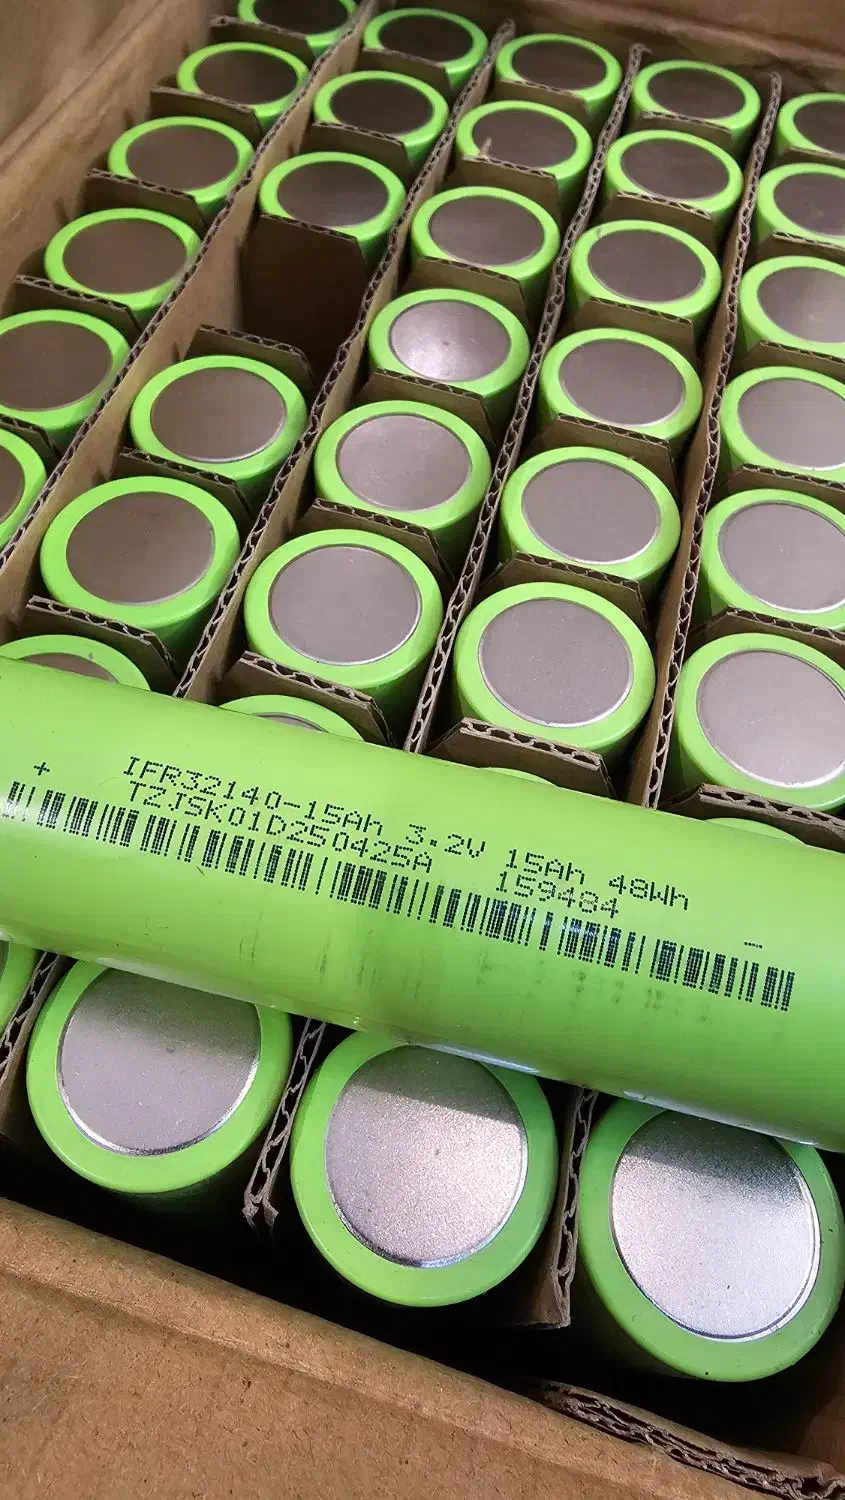 + IFR32140-15Ah 3.2V 15Ah 48Wh -
TZJSK01D250425A 159484